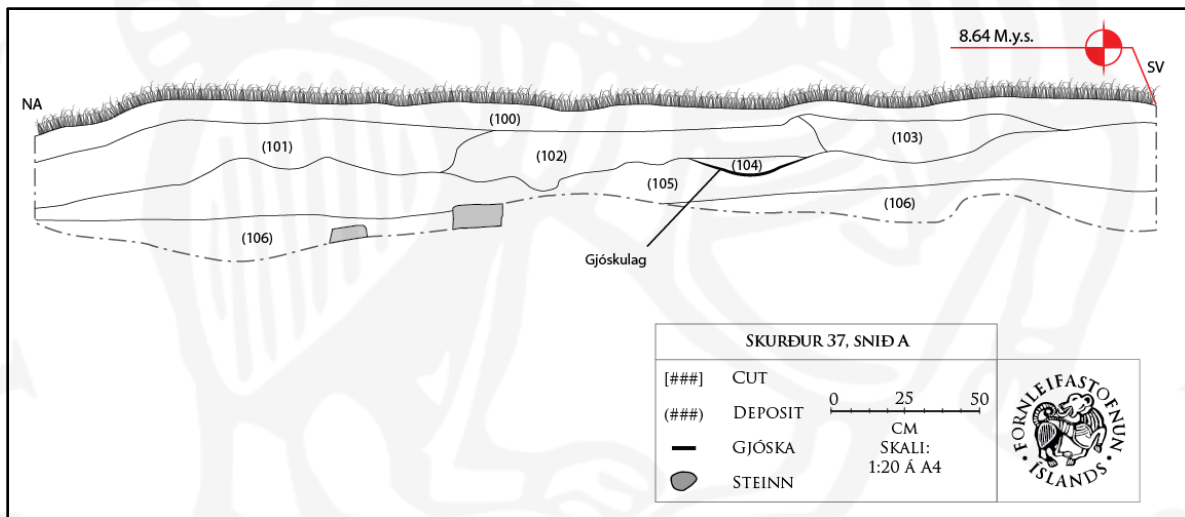 8.64 M.y.s.
SV
NA
(100)
(101)
(102)
(103)
(104)
(105)
(106)
(106)
Gjóskulag
SKURÐUR 37, SNIÐ A
[###] CUT
(###) DEPOSIT
GJÓSKA
STEINN
0 25 50
CM
SKALI:
1:20 Á A4
FORNLEIFASTOFNUN
· ÍSLANDS ·